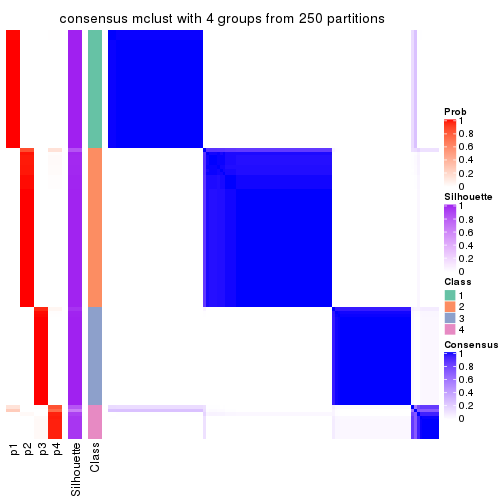 consensus mclust with 4 groups from 250 partitions
Prob
1
0.8
0.6
0.4
0.2
0
Silhouette
1
0.8
0.6
0.4
0.2
0
Class
1
2
3
4
Consensus
1
0.8
0.6
0.4
0.2
0
p1
p2
p3
p4
Silhouette
Class